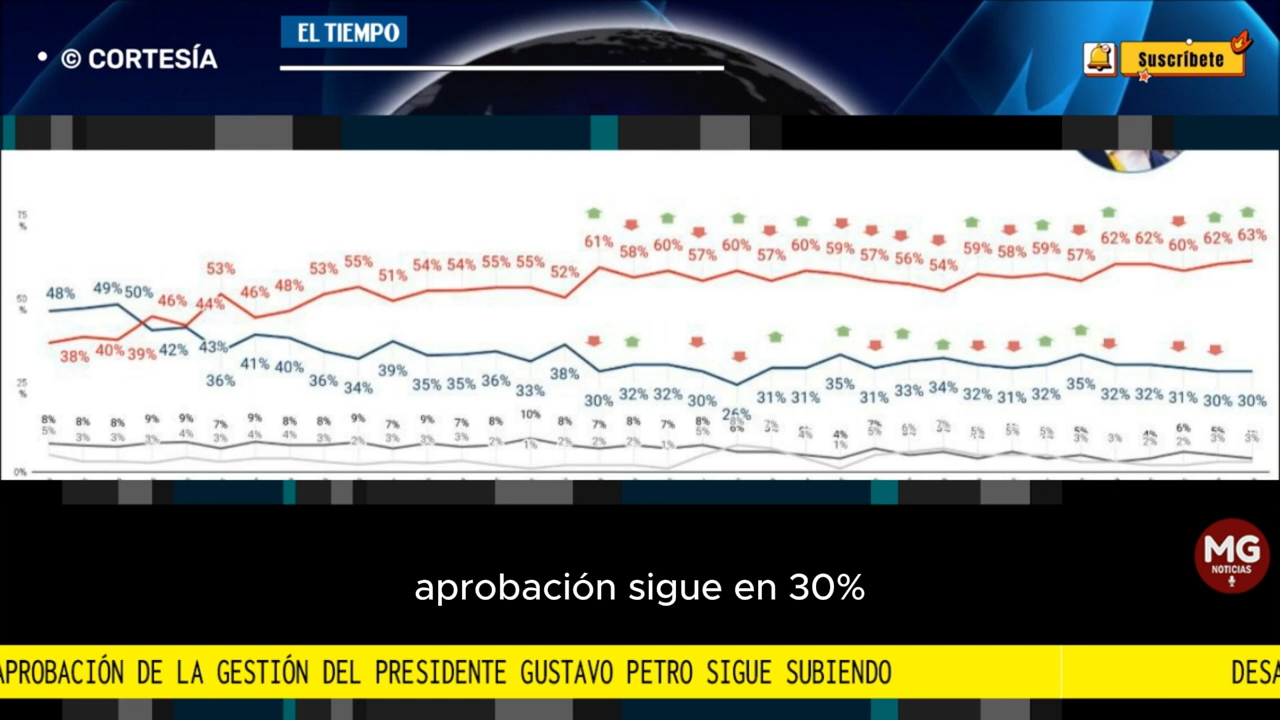 EL TIEMPO
• © CORTESÍA
Suscríbete
75 %
61% 58% 60% 57% 60% 57% 60% 59% 57% 56% 54% 59% 58% 59% 57% 62% 62% 60% 62% 63%
53% 46% 48% 53% 55% 51% 54% 54% 55% 55% 52%
50 %
48% 49% 50% 46% 44%
38% 40% 39% 42% 43%
36% 41% 40% 36% 34% 39% 35% 35% 36% 33% 38%
25 %
30% 32% 32% 30% 26% 31% 31% 35% 31% 33% 34% 32% 31% 32% 35% 32% 32% 31% 30% 30%
8% 8% 8% 9% 9% 7% 9% 8% 8% 9% 7% 9% 7% 8% 10% 8% 7% 8% 7% 8% 4% 6%
5% 3% 3% 3% 4% 3% 4% 4% 3% 2% 3% 3% 3% 2% 1% 2% 2% 2% 1% 5% 1% 3% 3% 2% 3%
0%
MG
NOTICIAS
aprobación sigue en 30%
APROBACIÓN DE LA GESTIÓN DEL PRESIDENTE GUSTAVO PETRO SIGUE SUBIENDO
DESA